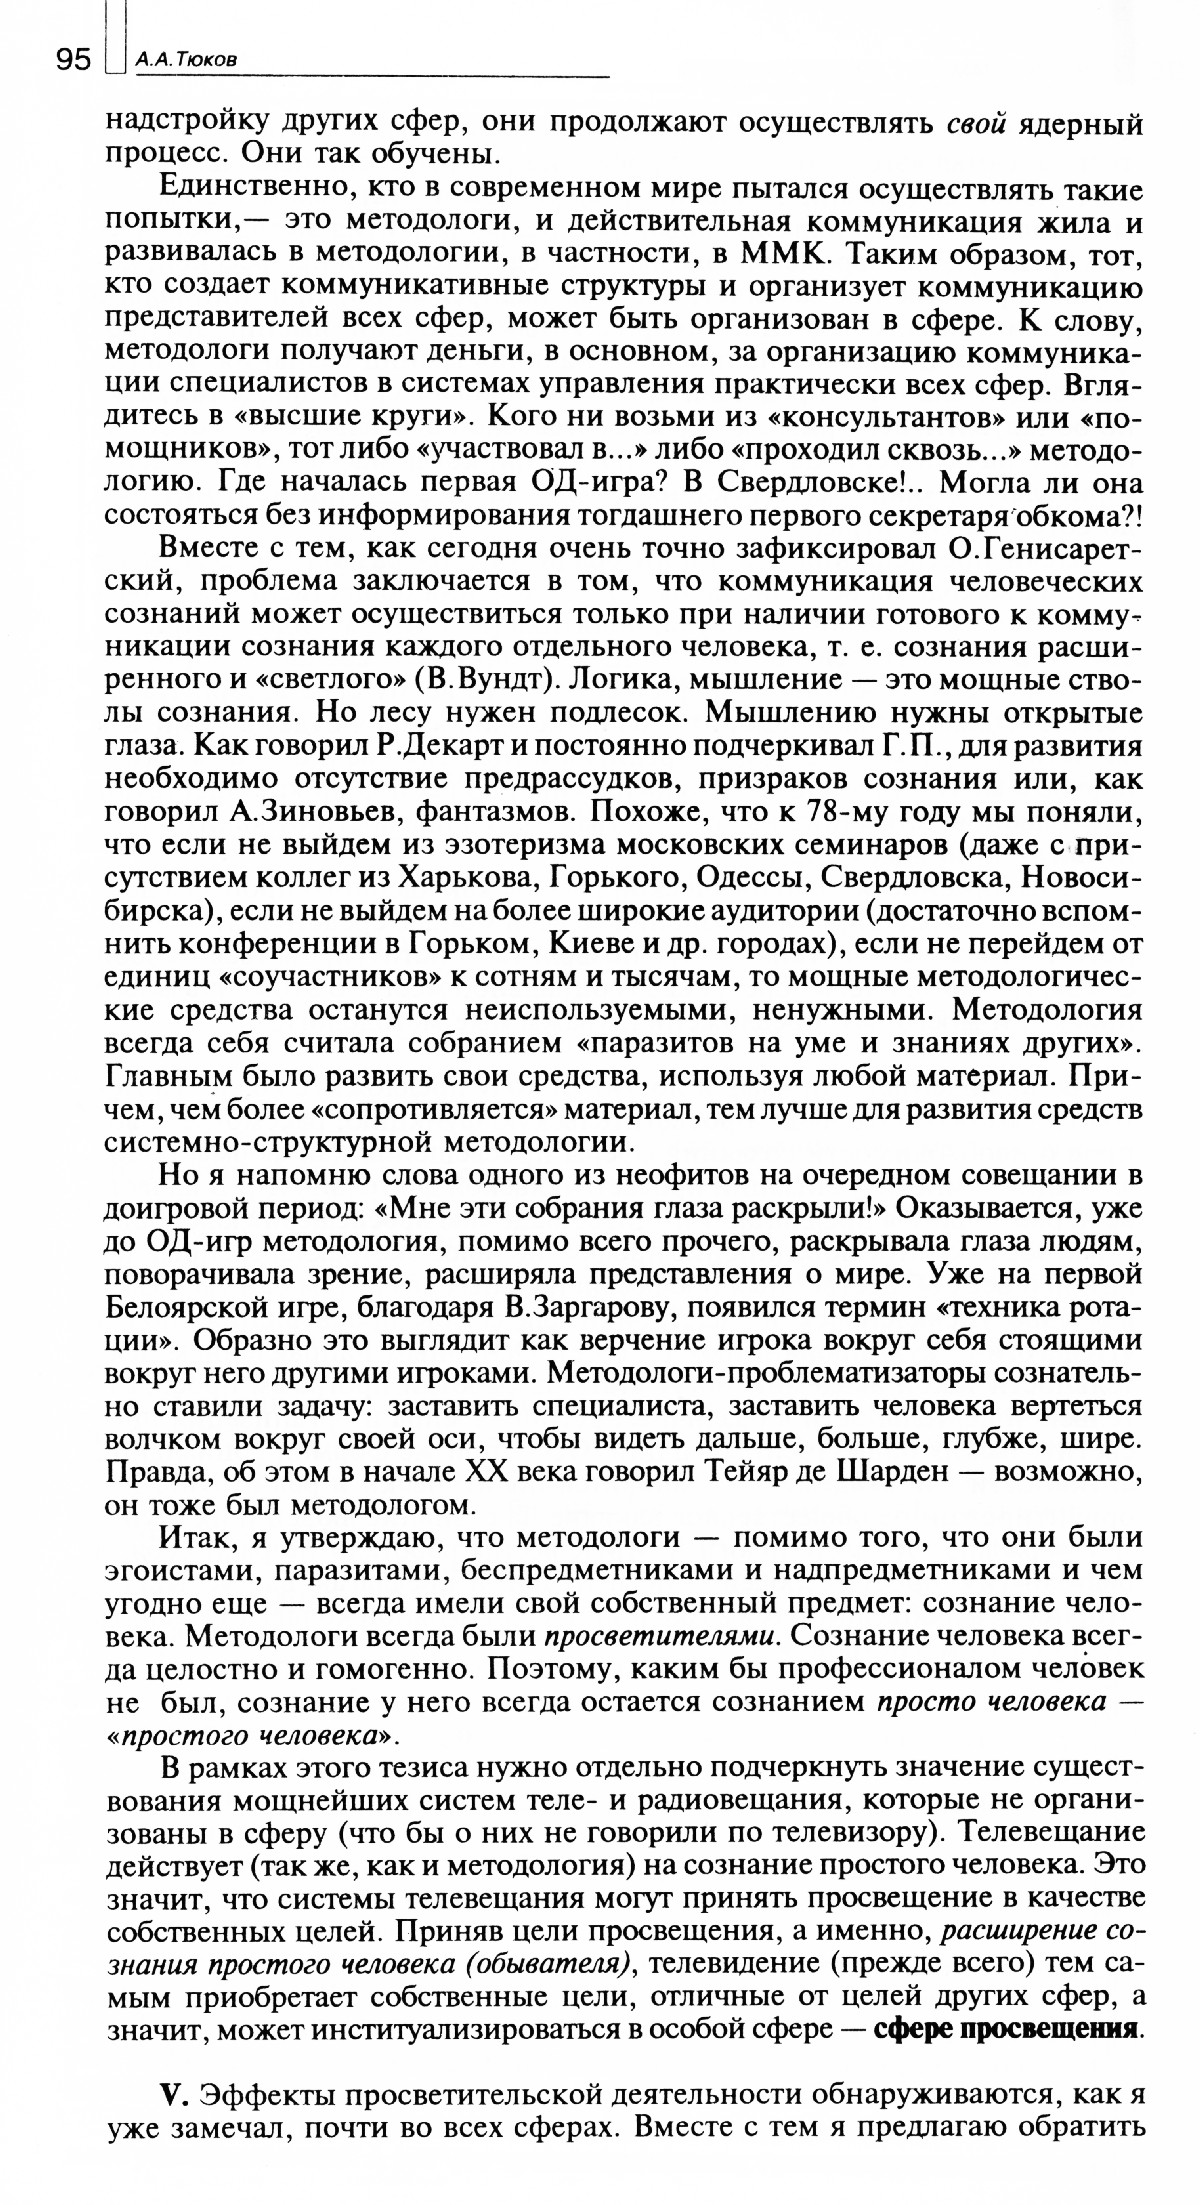 95
А.А.Тюков
надстройку других сфер, они продолжают осуществлять свой ядерный
процесс. Они так обучены.
Единственно, кто в современном мире пытался осуществлять такие
попытки,— это методологи, и действительная коммуникация жила и
развивалась в методологии, в частности, в ММК. Таким образом, тот,
кто создает коммуникативные структуры и организует коммуникацию
представителей всех сфер, может быть организован в сфере. К слову,
методологи получают деньги, в основном, за организацию коммуника-
ции специалистов в системах управления практически всех сфер. Вгля-
дитесь в «высшие круги». Кого ни возьми из «консультантов» или «по-
мощников», тот либо «участвовал в...» либо «проходил сквозь...» методо-
логию. Где началась первая ОД-игра? В Свердловске!.. Могла ли она
состояться без информирования тогдашнего первого секретаря обкома?!
Вместе с тем, как сегодня очень точно зафиксировал О.Генисарет-
ский, проблема заключается в том, что коммуникация человеческих
сознаний может осуществиться только при наличии готового к комму-
никации сознания каждого отдельного человека, т. е. сознания расши-
ренного и «светлого» (В.Вундт). Логика, мышление — это мощные ство-
лы сознания. Но лесу нужен подлесок. Мышлению нужны открытые
глаза. Как говорил Р.Декарт и постоянно подчеркивал Г.П., для развития
необходимо отсутствие предрассудков, призраков сознания или, как
говорил А.Зиновьев, фантазмов. Похоже, что к 78-му году мы поняли,
что если не выйдем из эзотеризма московских семинаров (даже с при-
сутствием коллег из Харькова, Горького, Одессы, Свердловска, Новоси-
бирска), если не выйдем на более широкие аудитории (достаточно вспом-
нить конференции в Горьком, Киеве и др. городах), если не перейдем от
единиц «соучастников» к сотням и тысячам, то мощные методологичес-
кие средства останутся неиспользуемыми, ненужными. Методология
всегда себя считала собранием «паразитов на уме и знаниях других».
Главным было развить свои средства, используя любой материал. При-
чем, чем более «сопротивляется» материал, тем лучше для развития средств
системно-структурной методологии.
Но я напомню слова одного из неофитов на очередном совещании в
доигровой период: «Мне эти собрания глаза раскрыли!» Оказывается, уже
до ОД-игр методология, помимо всего прочего, раскрывала глаза людям,
поворачивала зрение, расширяла представления о мире. Уже на первой
Белоярской игре, благодаря В.Заргарову, появился термин «техника рота-
ции». Образно это выглядит как верчение игрока вокруг себя стоящими
вокруг него другими игроками. Методологи-проблематизаторы сознатель-
но ставили задачу: заставить специалиста, заставить человека вертеться
волчком вокруг своей оси, чтобы видеть дальше, больше, глубже, шире.
Правда, об этом в начале XX века говорил Тейяр де Шарден — возможно,
он тоже был методологом.
Итак, я утверждаю, что методологи — помимо того, что они были
эгоистами, паразитами, беспредметниками и надпредметниками и чем
угодно еще — всегда имели свой собственный предмет: сознание чело-
века. Методологи всегда были просветителями. Сознание человека всег-
да целостно и гомогенно. Поэтому, каким бы профессионалом человек
не был, сознание у него всегда остается сознанием просто человека —
«простого человека».
В рамках этого тезиса нужно отдельно подчеркнуть значение сущест-
вования мощнейших систем теле- и радиовещания, которые не органи-
зованы в сферу (что бы о них не говорили по телевизору). Телевещание
действует (так же, как и методология) на сознание простого человека. Это
значит, что системы телевещания могут принять просвещение в качестве
собственных целей. Приняв цели просвещения, а именно, расширение со-
знания простого человека (обывателя), телевидение (прежде всего) тем са-
мым приобретает собственные цели, отличные от целей других сфер, а
значит, может институализироваться в особой сфере — сфере просвещения.
V. Эффекты просветительской деятельности обнаруживаются, как я
уже замечал, почти во всех сферах. Вместе с тем я предлагаю обратить